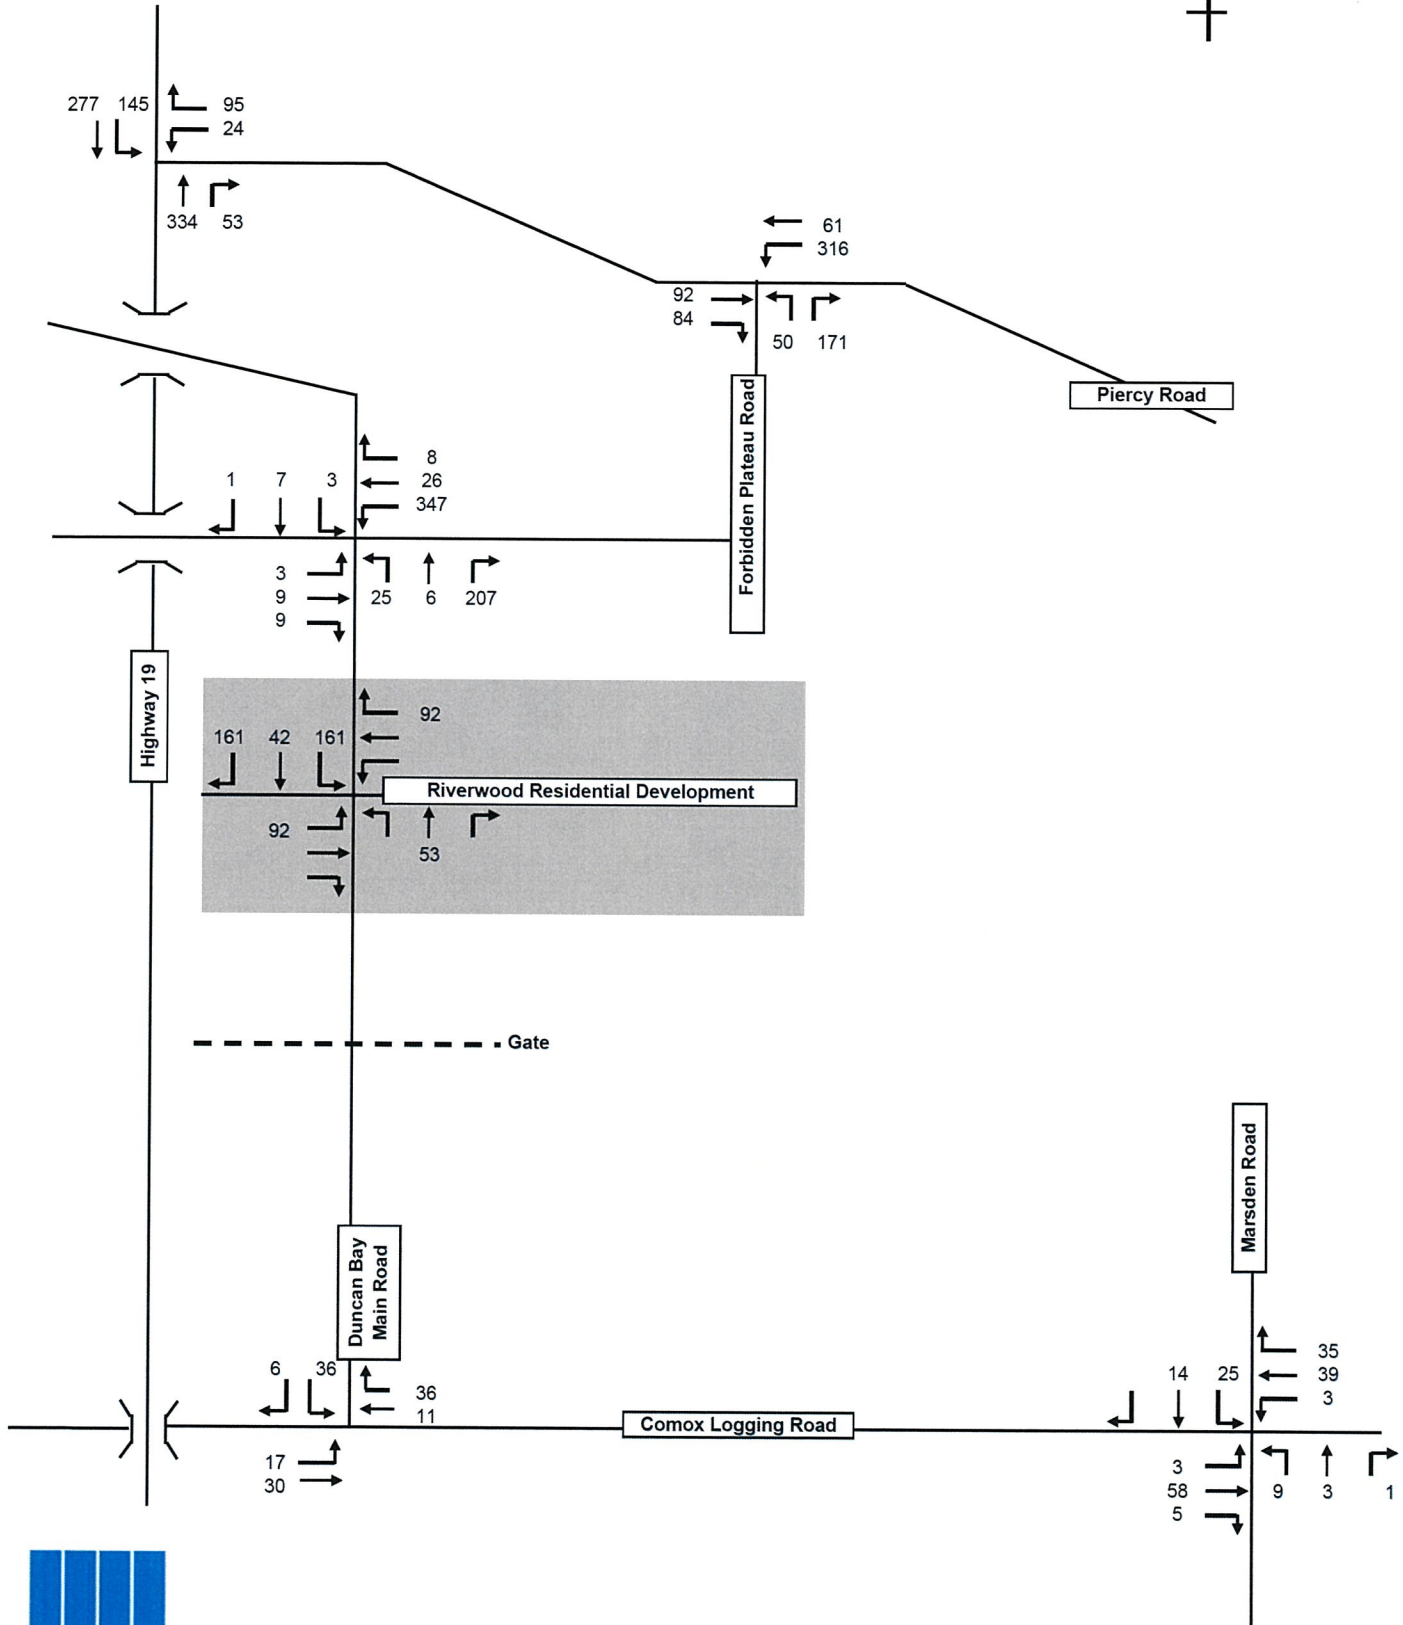 277 145
95
24
334 53
61
316
92
84
50 171
Piercy Road
Forbidden Plateau Road
8
1 7 3
26
347
3
9
9
25 6 207
Highway 19
92
161 42 161
Riverwood Residential Development
92
53
Gate
Marsden Road
Duncan Bay
Main Road
6 36
36
11
Comox Logging Road
17
30
35
14 25
39
3
3
58
5
9 3 1